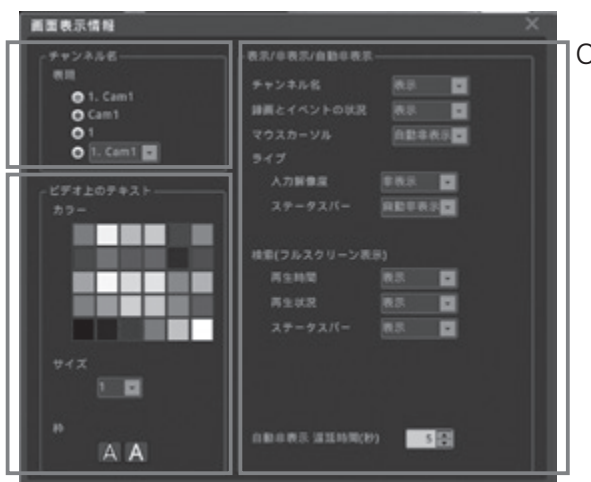 画面表示情報
チャンネル名
表現
1. Cam1
Cam1
1
1. Cam1
ビデオ上のテキスト
カラー
サイズ
1
枠
A A
表示/非表示/自動非表示
チャンネル名 表示
録画とイベントの状況 表示
マウスカーソル 自動非表示
ライブ
入力解像度 非表示
ステータスバー 自動非表示
検索(フルスクリーン表示)
再生時間 表示
再生状況 表示
ステータスバー 表示
自動非表示 遅延時間(秒) 5